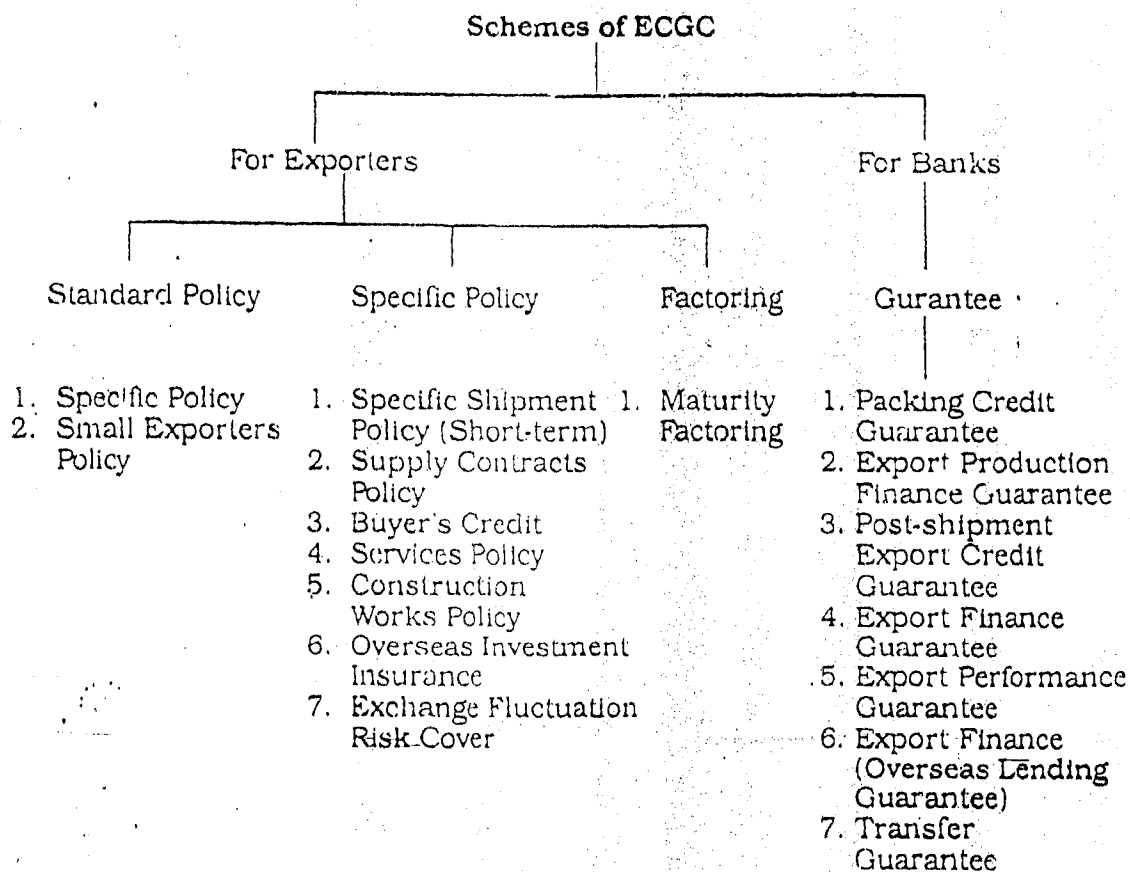 Schemes of ECGC
For Exporters
For Banks
Standard Policy
Specific Policy
Factoring
Gurantee
1. Specific Policy
2. Small Exporters
Policy
1. Specific Shipment
Policy (Short-term)
2. Supply Contracts
Policy
3. Buyer's Credit
4. Services Policy
5. Construction
Works Policy
6. Overseas Investment
Insurance
7. Exchange Fluctuation
Risk Cover
1. Maturity
Factoring
1. Packing Credit
Guarantee
2. Export Production
Finance Guarantee
3. Post-shipment
Export Credit
Guarantee
4. Export Finance
Guarantee
5. Export Performance
Guarantee
6. Export Finance
(Overseas Lending
Guarantee)
7. Transfer
Guarantee